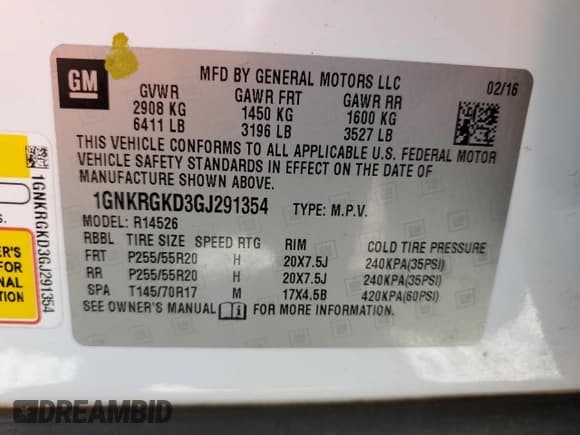 GM
MFD BY GENERAL MOTORS LLC
02/16
GVWR GAWR FRT GAWR RR
2908 KG 1450 KG 1600 KG
6411 LB 3196 LB 3527 LB
THIS VEHICLE CONFORMS TO ALL APPLICABLE U.S. FEDERAL MOTOR
VEHICLE SAFETY STANDARDS IN EFFECT ON THE DATE OF
MANUFACTURE SHOWN ABOVE.
1GNKRGKD3GJ291354 TYPE: M.P.V.
MODEL: R14526
RBBL TIRE SIZE SPEED RTG RIM COLD TIRE PRESSURE
FRT P255/55R20 H 20X7.5J 240KPA(35PSI)
RR P255/55R20 H 20X7.5J 240KPA(35PSI)
SPA T145/70R17 M 17X4.5B 420KPA(60PSI)
SEE OWNER'S MANUAL FOR MORE INFORMATION.
1GNKRGKD3GJ291354
ER'S
FOR
NAL
ON
DREAMBID